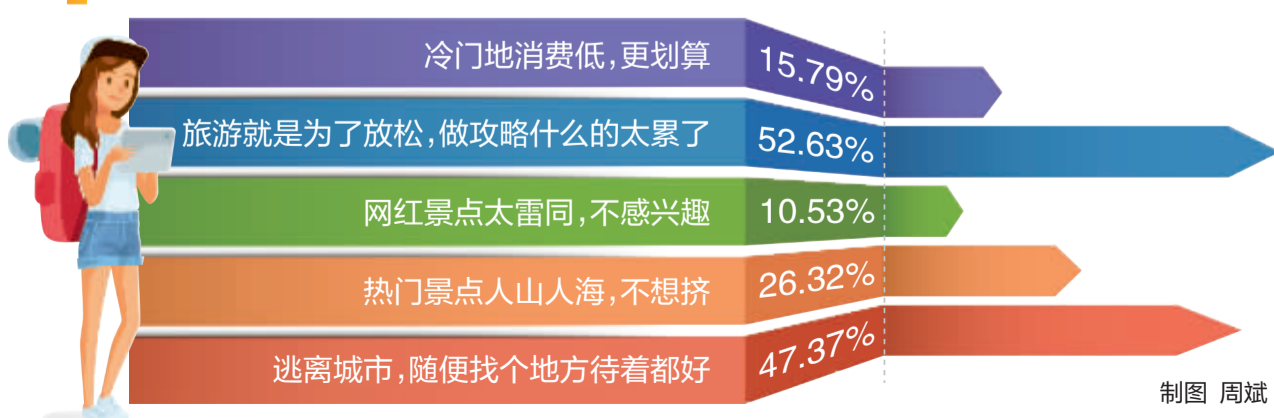 冷门地消费低,更划算 15.79%
旅游就是为了放松,做攻略什么的太累了 52.63%
网红景点太雷同,不感兴趣 10.53%
热门景点人山人海,不想挤 26.32%
逃离城市,随便找个地方待着都好 47.37%
制图 周斌